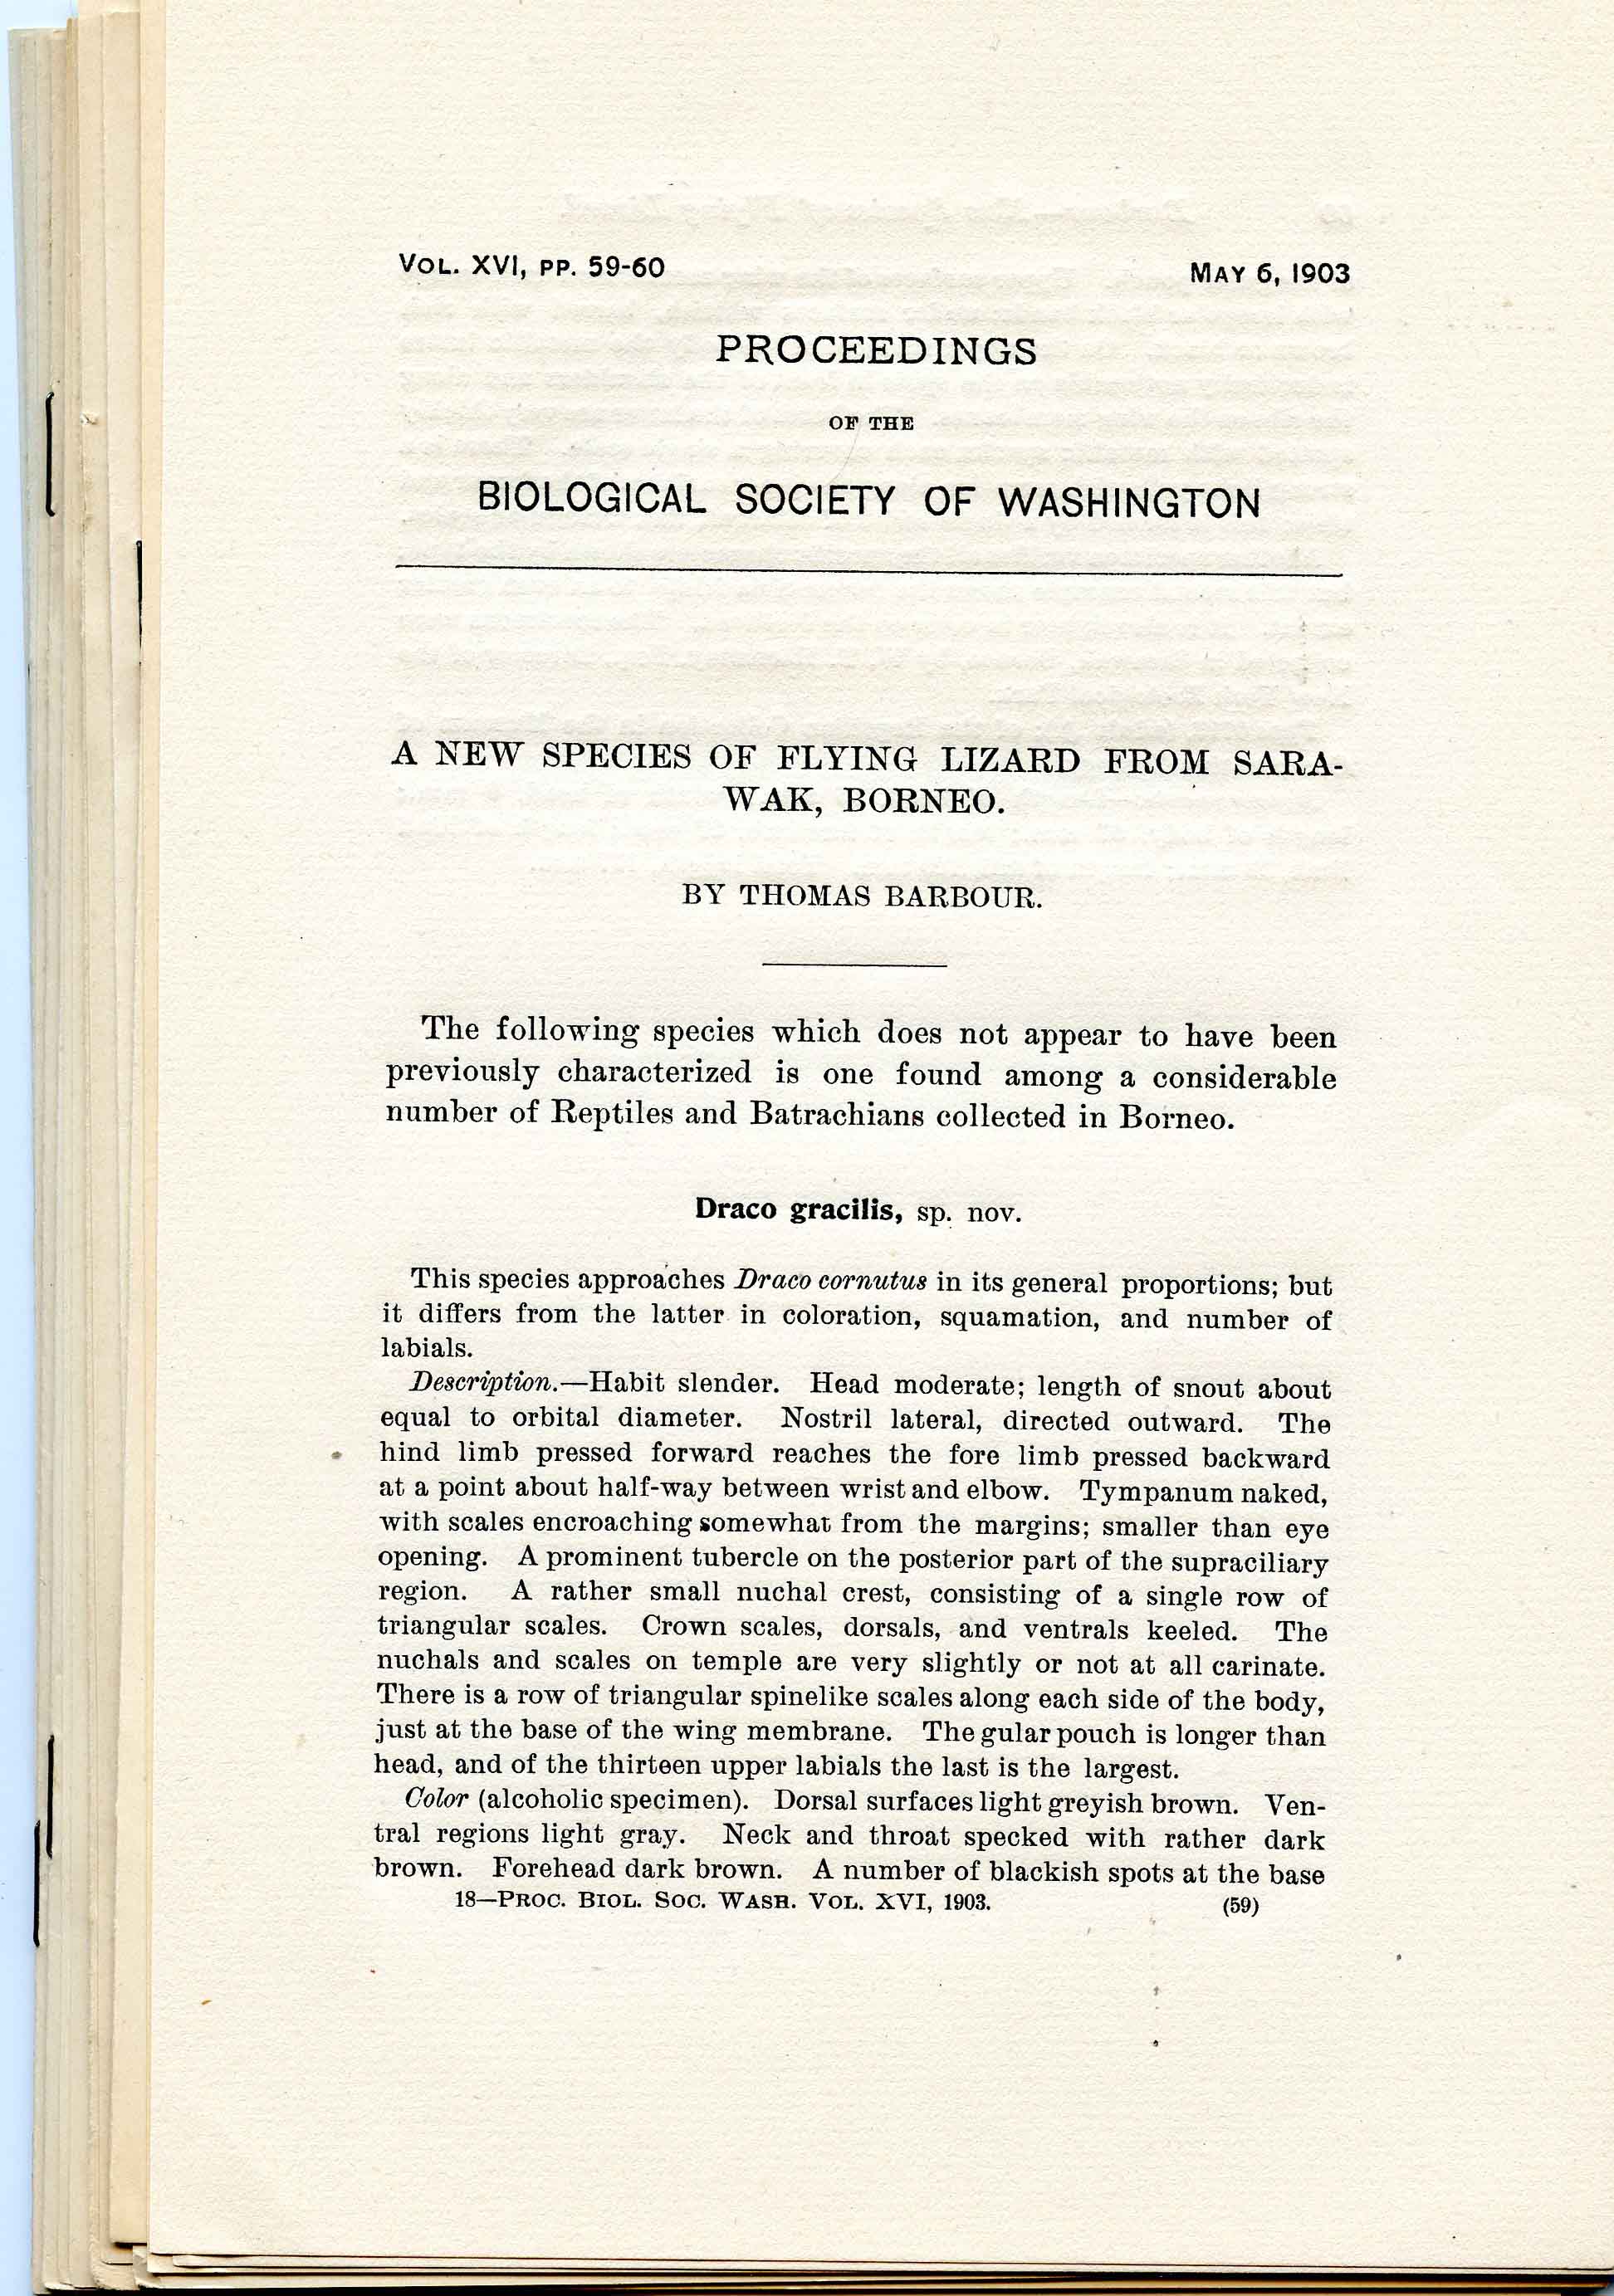 VOL. XVI, PP. 59-60 MAY 6, 1903
PROCEEDINGS
OF THE
BIOLOGICAL SOCIETY OF WASHINGTON
A NEW SPECIES OF FLYING LIZARD FROM SARA-
WAK, BORNEO.
BY THOMAS BARBOUR.
The following species which does not appear to have been
previously characterized is one found among a considerable
number of Reptiles and Batrachians collected in Borneo.
Draco gracilis, sp. nov.
This species approaches Draco cornutus in its general proportions; but
it differs from the latter in coloration, squamation, and number of
labials.
Description.—Habit slender. Head moderate; length of snout about
equal to orbital diameter. Nostril lateral, directed outward. The
hind limb pressed forward reaches the fore limb pressed backward
at a point about half-way between wrist and elbow. Tympanum naked,
with scales encroaching somewhat from the margins; smaller than eye
opening. A prominent tubercle on the posterior part of the supraciliary
region. A rather small nuchal crest, consisting of a single row of
triangular scales. Crown scales, dorsals, and ventrals keeled. The
nuchals and scales on temple are very slightly or not at all carinate.
There is a row of triangular spinelike scales along each side of the body,
just at the base of the wing membrane. The gular pouch is longer than
head, and of the thirteen upper labials the last is the largest.
Color (alcoholic specimen). Dorsal surfaces light greyish brown. Ven-
tral regions light gray. Neck and throat specked with rather dark
brown. Forehead dark brown. A number of blackish spots at the base
18—PROC. BIOL. SOC. WASH. VOL. XVI, 1903. (59)